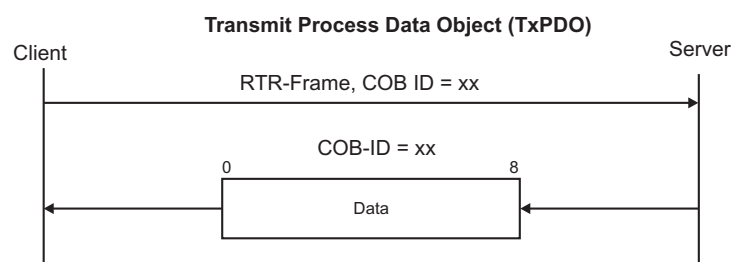 Transmit Process Data Object (TxPDO)
Client
Server
RTR-Frame, COB ID = xx
COB-ID = xx
0 8
Data